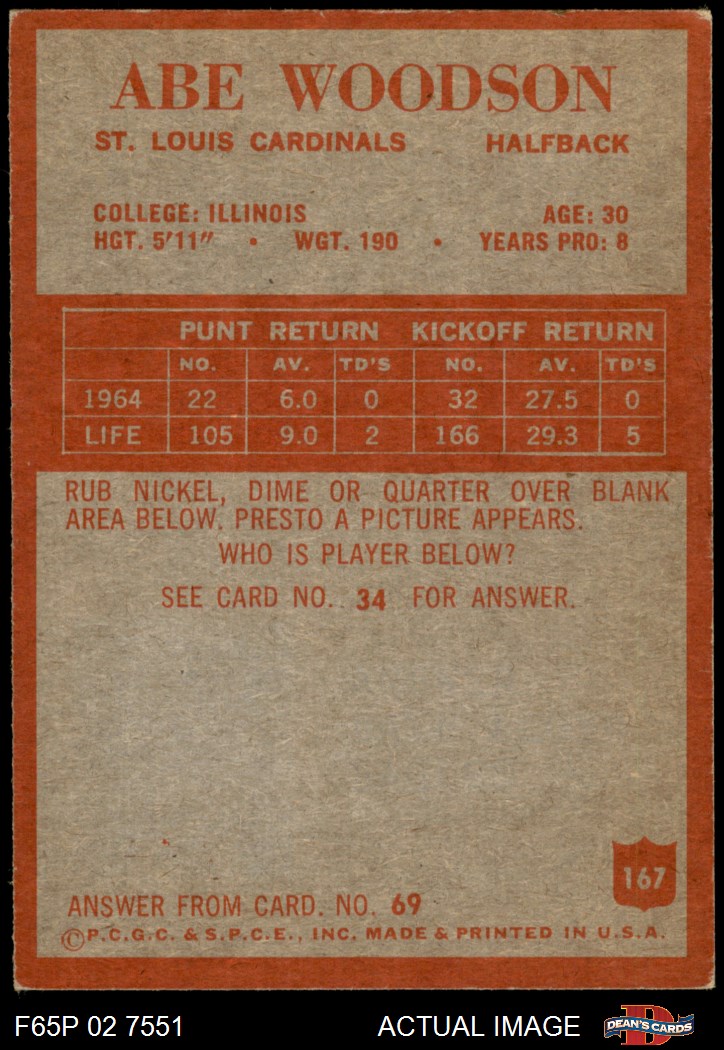 ABE WOODSON
ST. LOUIS CARDINALS HALFBACK
COLLEGE: ILLINOIS AGE: 30
HGT. 5'11" • WGT. 190 • YEARS PRO: 8
PUNT RETURN KICKOFF RETURN
NO. AV. TD'S NO. AV. TD'S
1964 22 6.0 0 32 27.5 0
LIFE 105 9.0 2 166 29.3 5
RUB NICKEL, DIME OR QUARTER OVER BLANK
AREA BELOW. PRESTO A PICTURE APPEARS.
WHO IS PLAYER BELOW?
SEE CARD NO. 34 FOR ANSWER.
167
ANSWER FROM CARD. NO. 69
©P.C.G.C. & S.P.C.E., INC. MADE & PRINTED IN U.S.A.
F65P 02 7551 ACTUAL IMAGE D DEAN'S CARDS